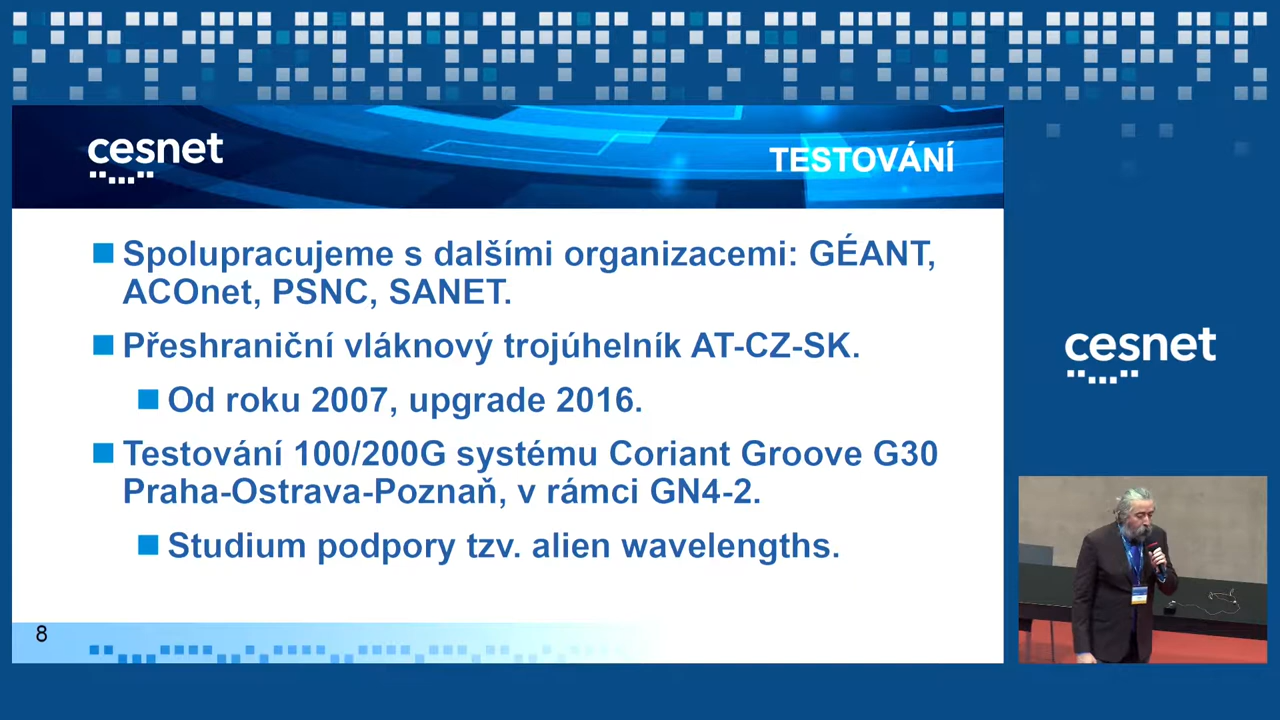 cesnet
TESTOVÁNÍ
Spolupracujeme s dalšími organizacemi: GÉANT,
ACOnet, PSNC, SANET.
Přeshraniční vláknový trojúhelník AT-CZ-SK.
Od roku 2007, upgrade 2016.
Testování 100/200G systému Coriant Groove G30
Praha-Ostrava-Poznaň, v rámci GN4-2.
Studium podpory tzv. alien wavelengths.
8
cesnet